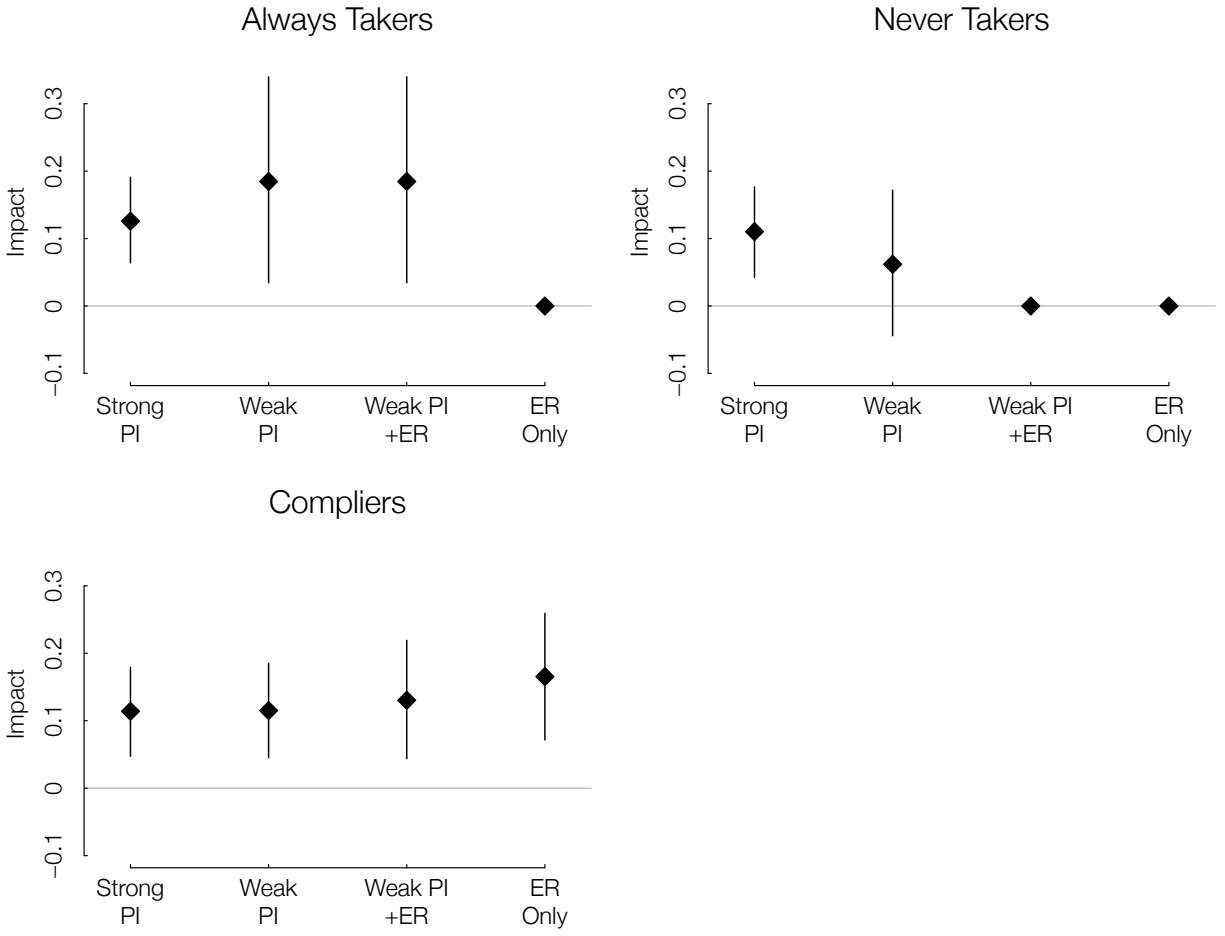 Always Takers
Impact
0.3
0.2
0.1
0
−0.1
Strong PI
Weak PI
Weak PI +ER
ER Only
Never Takers
Impact
0.3
0.2
0.1
0
−0.1
Strong PI
Weak PI
Weak PI +ER
ER Only
Compliers
Impact
0.3
0.2
0.1
0
−0.1
Strong PI
Weak PI
Weak PI +ER
ER Only